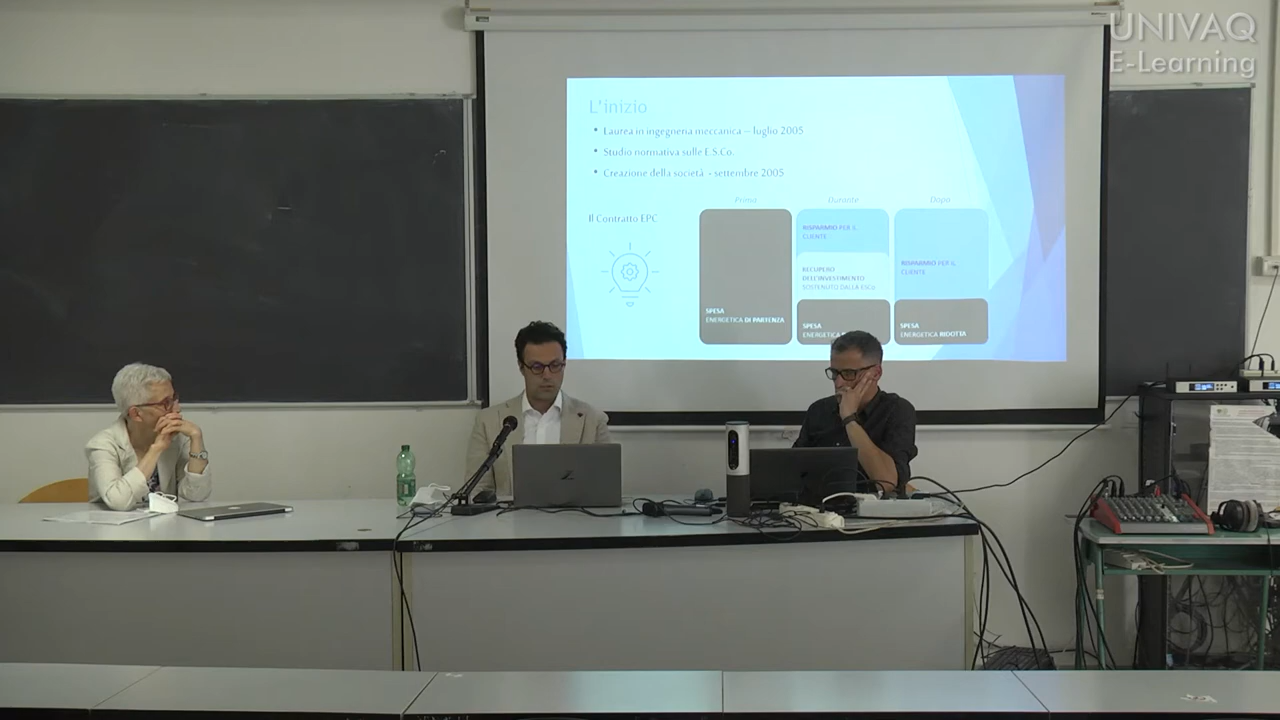 UNIVAQ
E-Learning
L'inizio
• Laurea in ingegneria meccanica – luglio 2005
• Studio normativa sulle E.S.Co.
• Creazione della società - settembre 2005
Il Contratto EPC
Prima
Durante
Dopo
SPESA
ENERGETICA DI PARTENZA
RISPARMIO PER IL
CLIENTE
RECUPERO
DELL'INVESTIMENTO
SOSTENUTO DALLA ESCo
SPESA
ENERGETICA
RISPARMIO PER IL
CLIENTE
SPESA
ENERGETICA RIDOTTA